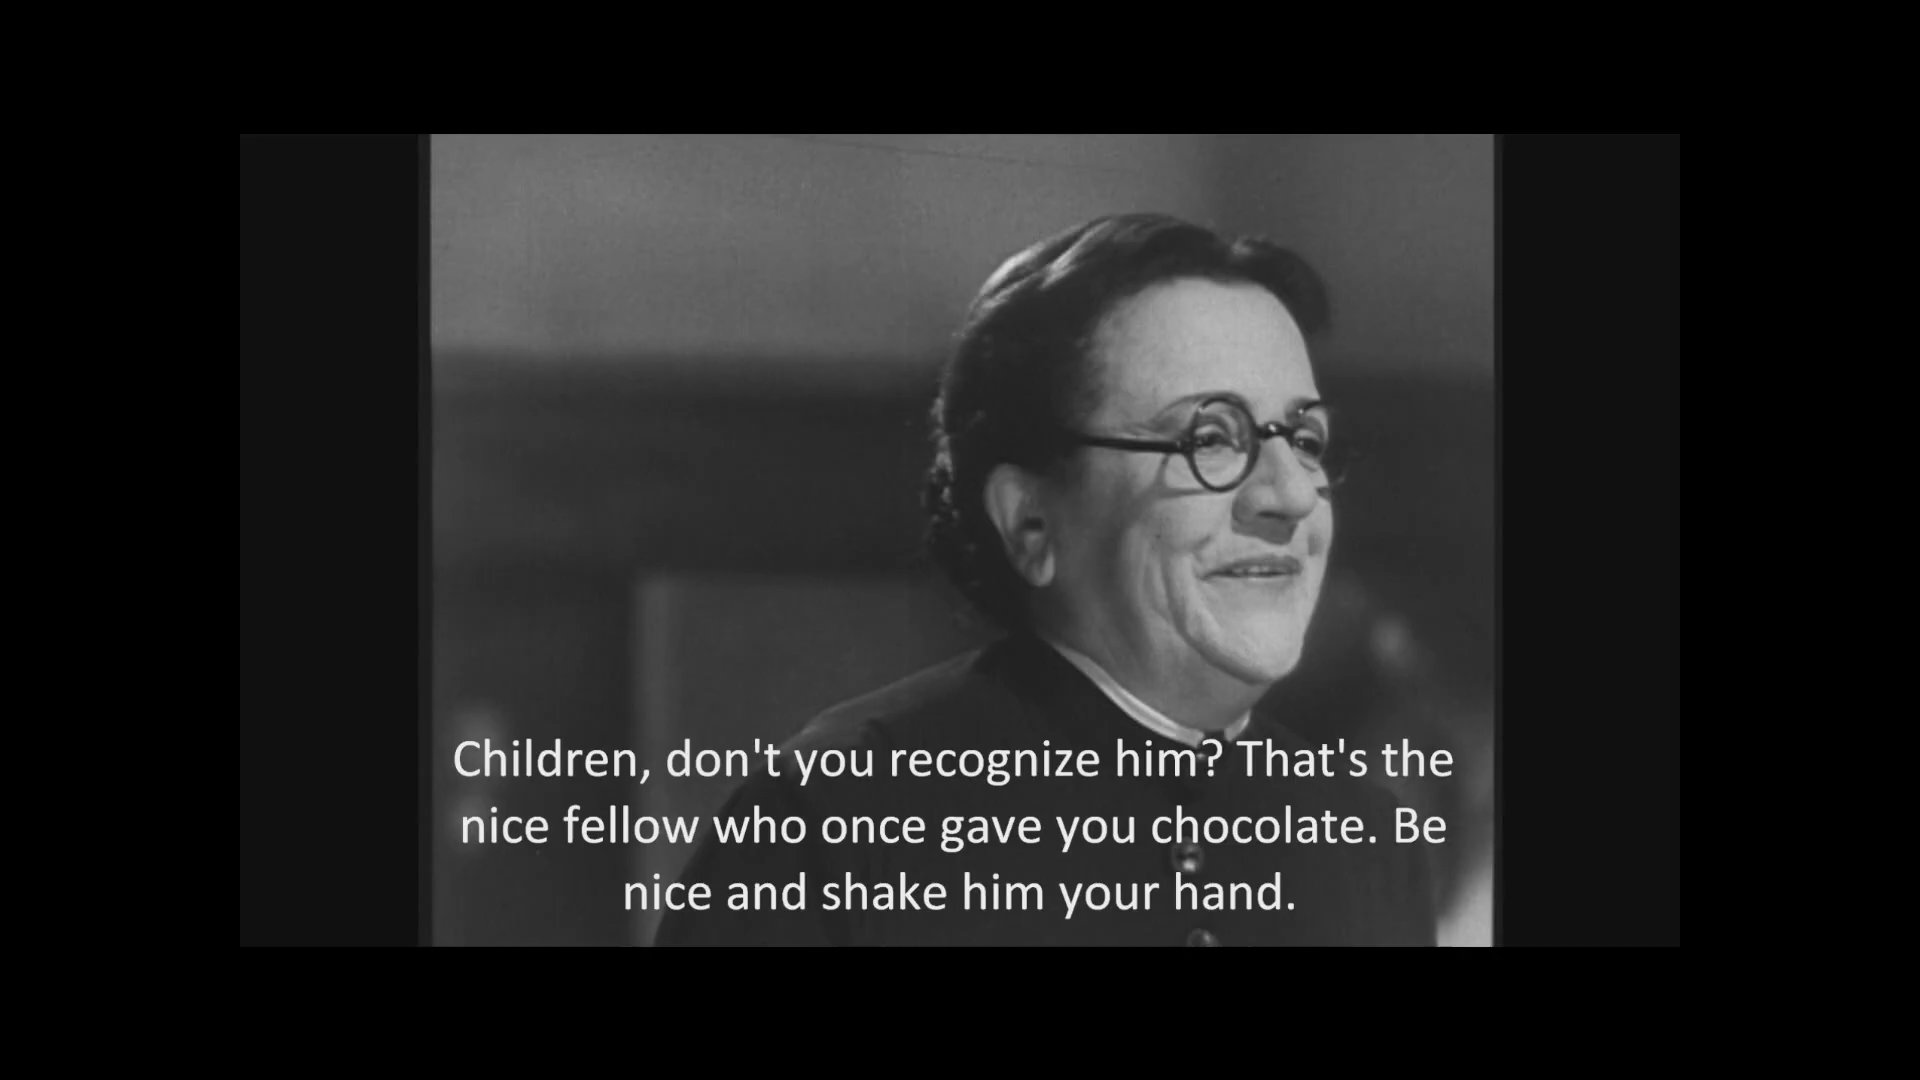 Children, don't you recognize him? That's the
nice fellow who once gave you chocolate. Be
nice and shake him your hand.